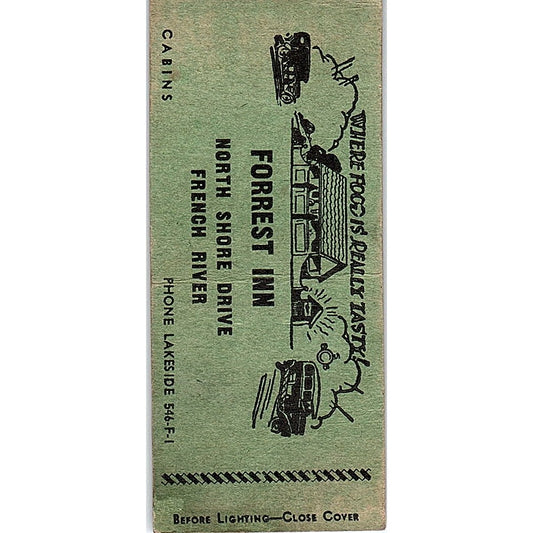 WHERE FOOD IS REALLY TASTY!
FORREST INN
NORTH SHORE DRIVE
FRENCH RIVER
CABINS
PHONE LAKESIDE 546-F-1
BEFORE LIGHTING—CLOSE COVER